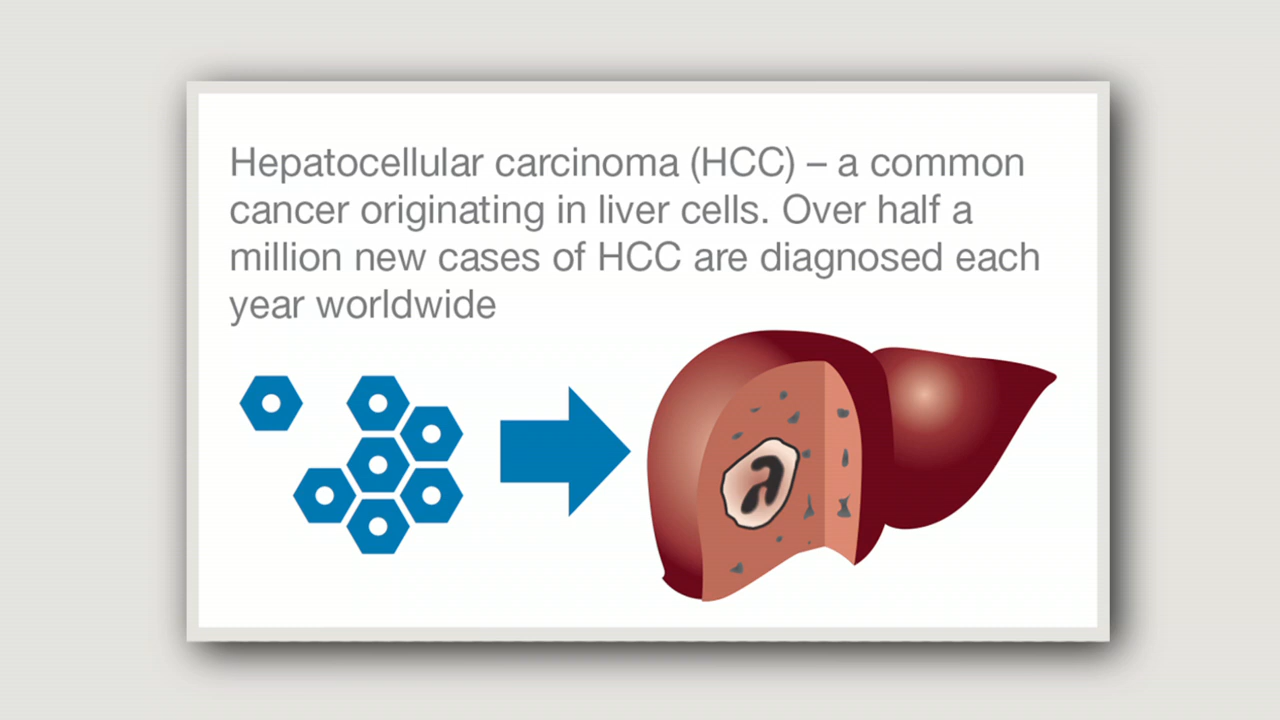 Hepatocellular carcinoma (HCC) – a common
cancer originating in liver cells. Over half a
million new cases of HCC are diagnosed each
year worldwide